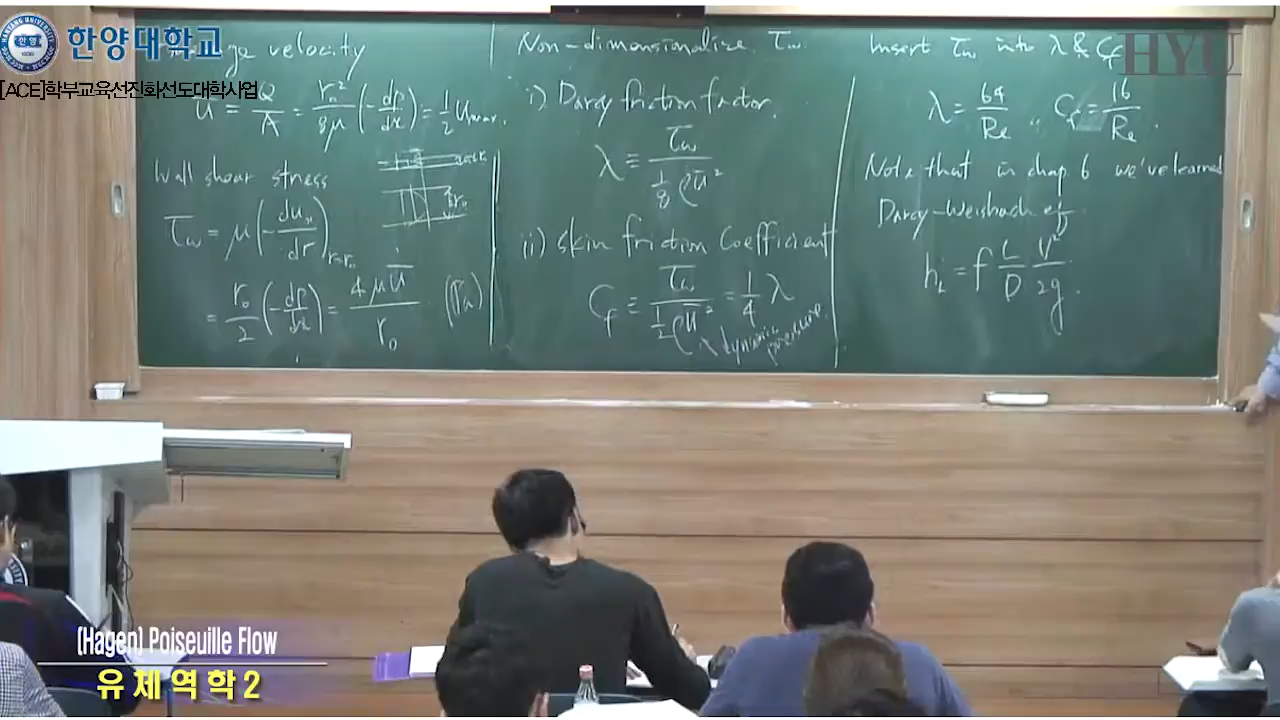 한양대학교
[ACE]학부교육선진화선도대학사업
HYU
velocity
ū = Q/A = r₀²/8μ (-dp/dx) = 1/2 Umax.
Wall shear stress
τw = μ(-duₓ/dr)r=r₀
= r₀/2 (-dp/dx) = 4μū/r₀ (Pa)
Non-dimensionalize τw
i) Darcy friction factor.
λ ≡ τw / 1/8 ρū²
ii) Skin friction Coefficient
Cf ≡ τw / 1/2 ρū² = 1/4 λ
dynamic pressure.
Insert τw into λ & Cf
λ = 64/Re, Cf = 16/Re.
Note that in chap. 6 we've learned
Darcy-Weisbach eq.
hL = f L/D V²/2g.
(Hagen) Poiseuille Flow
유체역학2